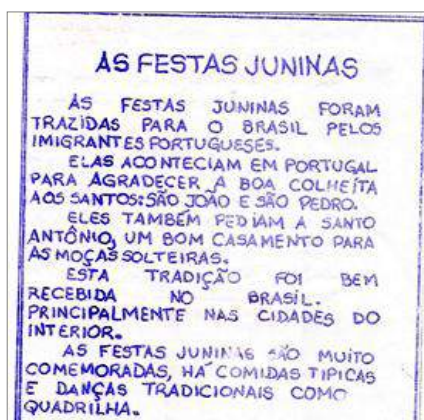 AS FESTAS JUNINAS
AS FESTAS JUNINAS FORAM
TRAZIDAS PARA O BRASIL PELOS
IMIGRANTES PORTUGUESES.
ELAS ACONTECIAM EM PORTUGAL
PARA AGRADECER A BOA COLHEITA
AOS SANTOS: SÃO JOÃO E SÃO PEDRO.
ELES TAMBÉM PEDIAM A SANTO
ANTÔNIO, UM BOM CASAMENTO PARA
AS MOÇAS SOLTEIRAS.
ESTA TRADIÇÃO FOI BEM
RECEBIDA NO BRASIL.
PRINCIPALMENTE NAS CIDADES DO
INTERIOR.
AS FESTAS JUNINAS SÃO MUITO
COMEMORADAS, HÁ COMIDAS TIPICAS
E DANÇAS TRADICIONAIS COMO
QUADRILHA.